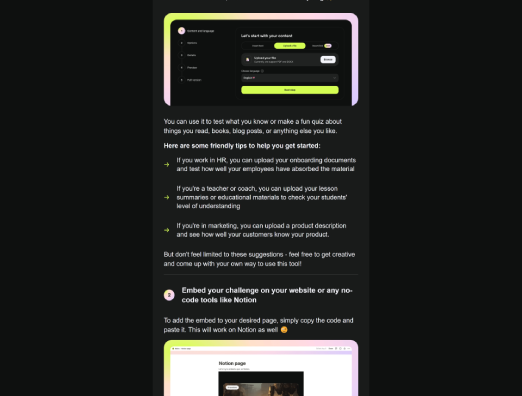 Let's start with your content
Upload your file
Browse
English
You can use it to test what you know or make a fun quiz about
things you read, books, blog posts, or anything else you like.
Here are some friendly tips to help you get started:
If you work in HR, you can upload your onboarding documents
and test how well your employees have absorbed the material
If you're a teacher or coach, you can upload your lesson
summaries or educational materials to check your students'
level of understanding
If you're in marketing, you can upload a product description
and see how well your customers know your product.
But don't feel limited to these suggestions - feel free to get creative
and come up with your own way to use this tool!
2
Embed your challenge on your website or any no-
code tools like Notion
To add the embed to your desired page, simply copy the code and
paste it. This will work on Notion as well 🤩
Notion page